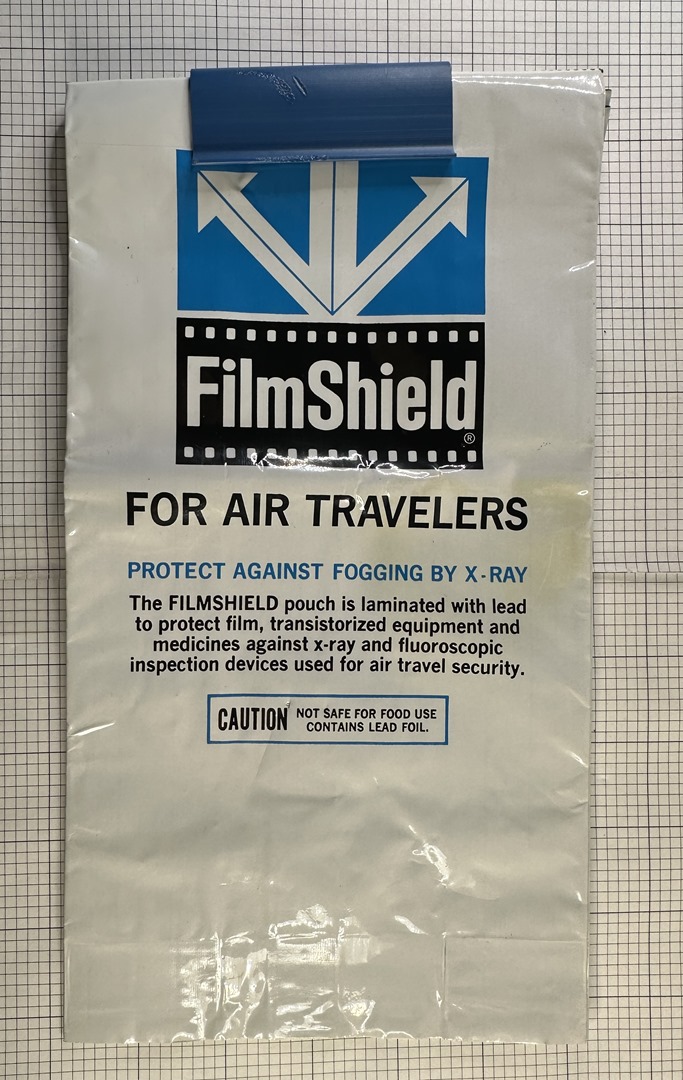 FilmShield
®
FOR AIR TRAVELERS
PROTECT AGAINST FOGGING BY X-RAY
The FILMSHIELD pouch is laminated with lead
to protect film, transistorized equipment and
medicines against x-ray and fluoroscopic
inspection devices used for air travel security.
CAUTION NOT SAFE FOR FOOD USE
CONTAINS LEAD FOIL.